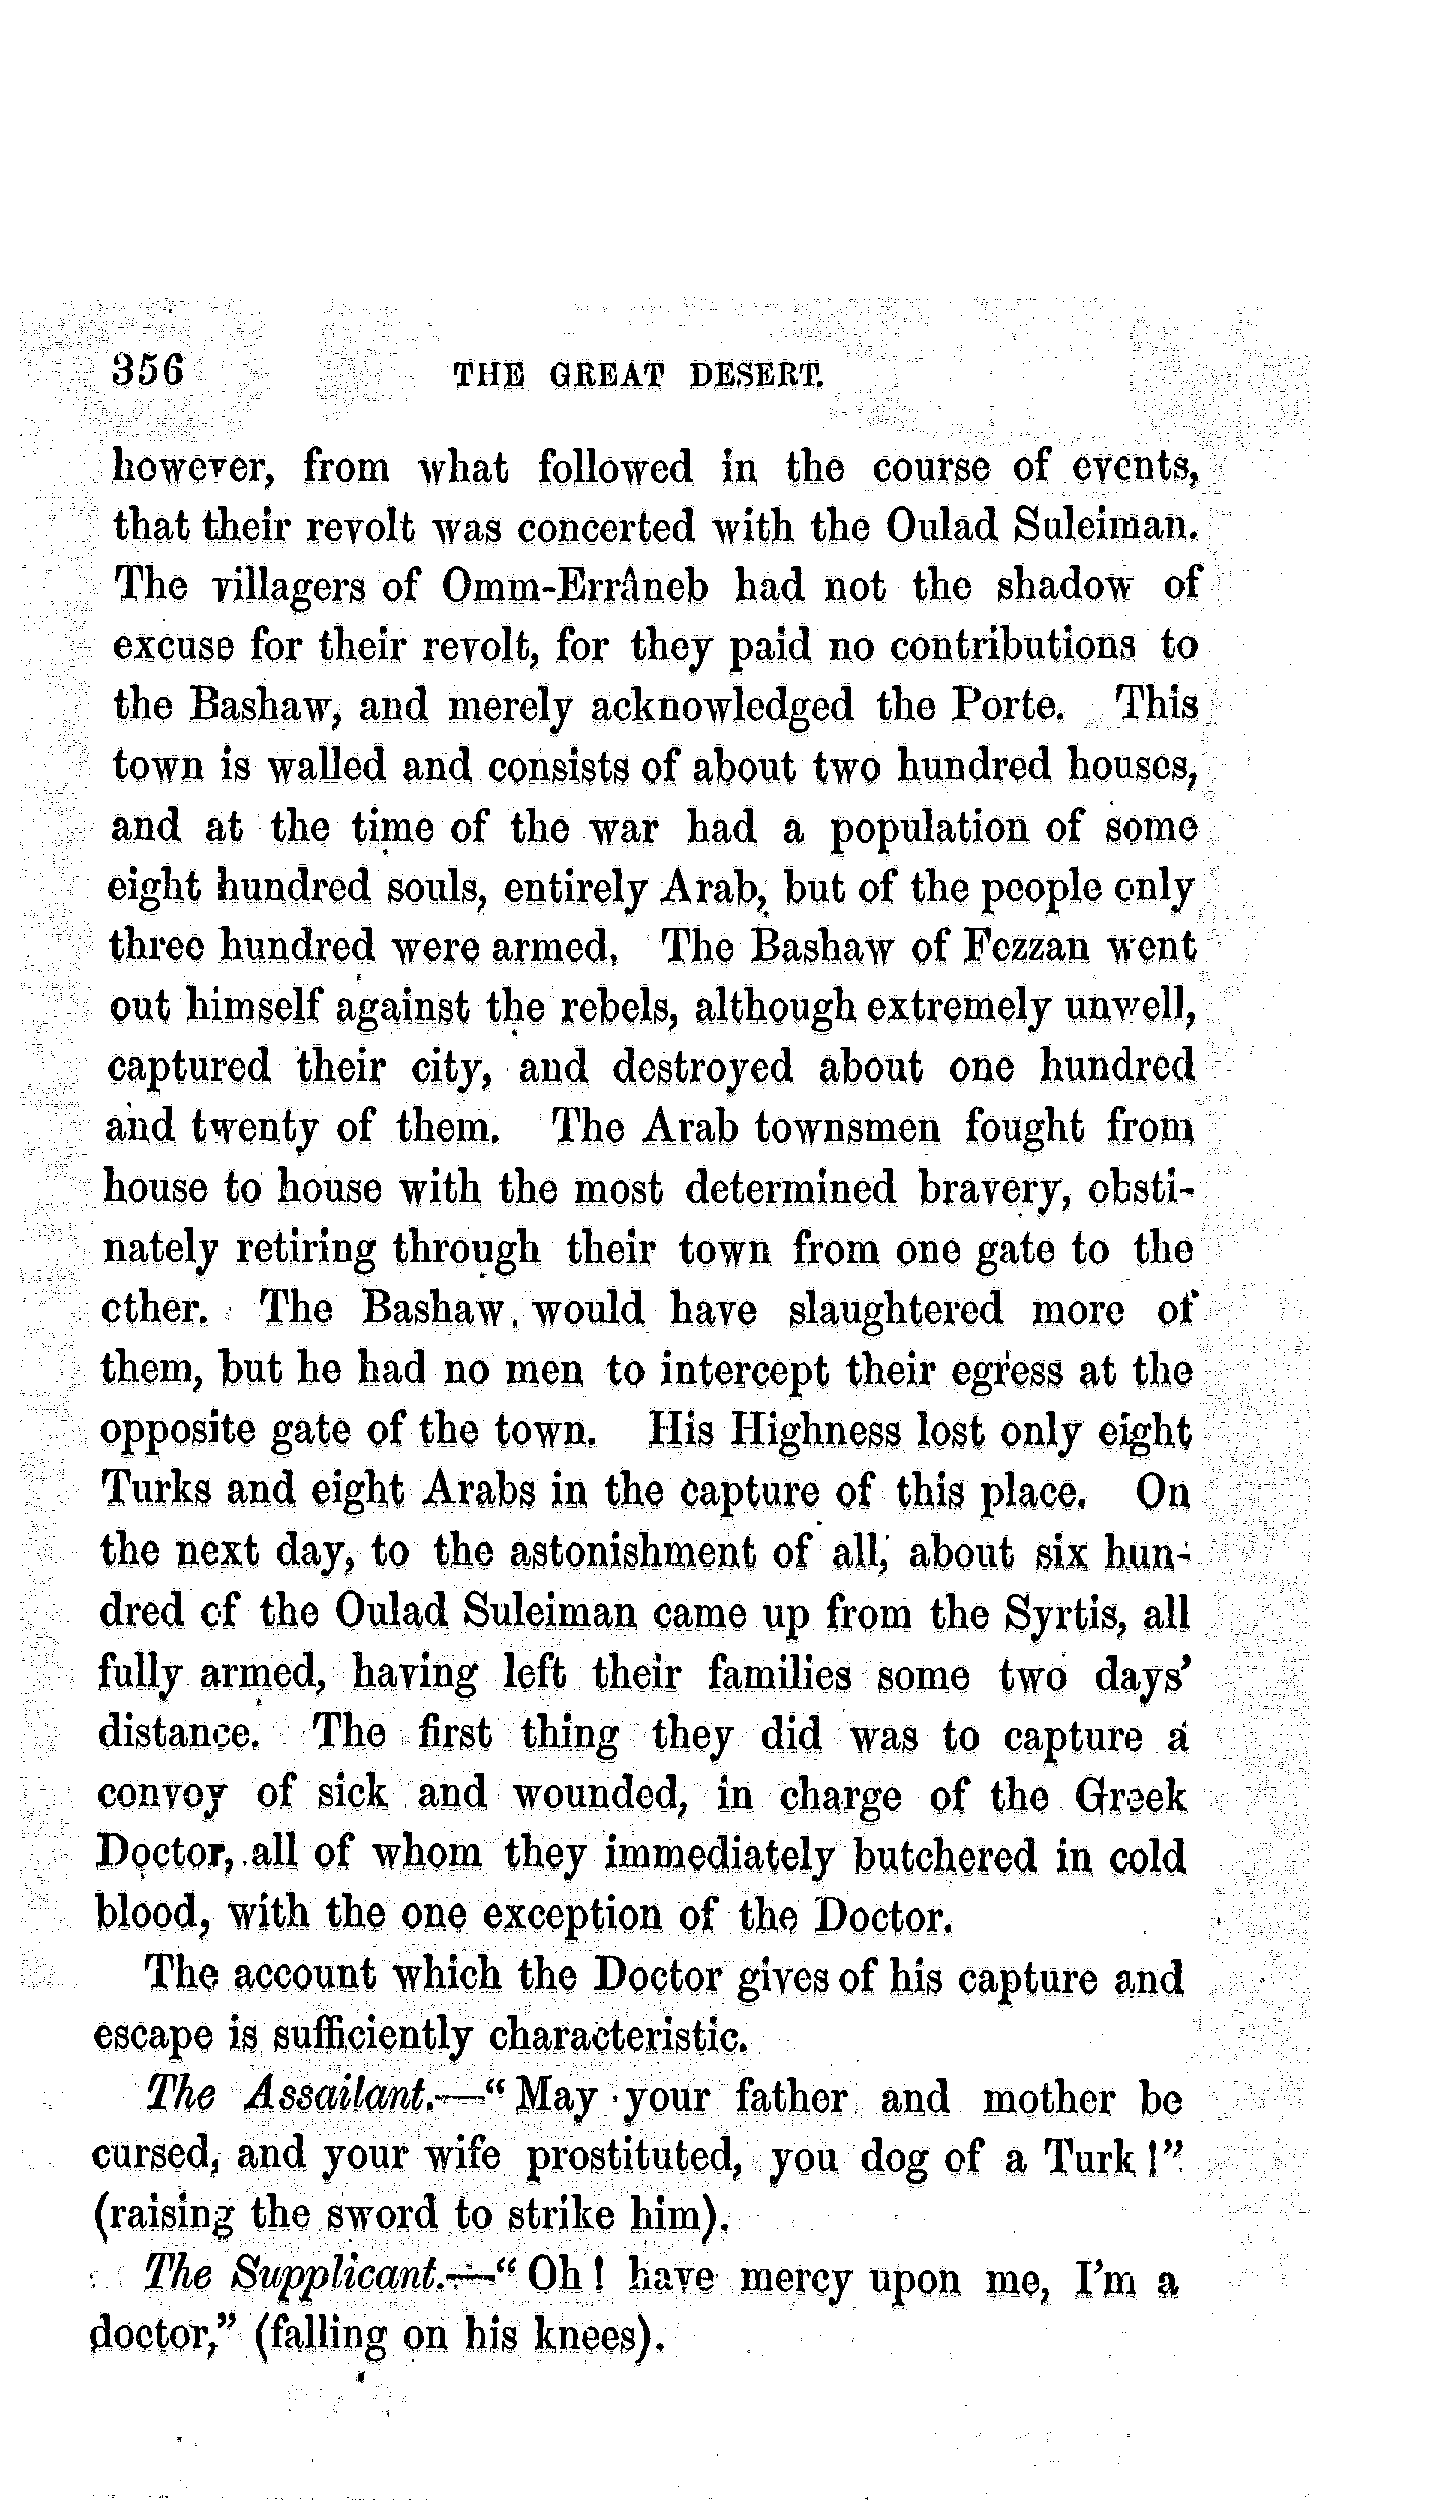 356 THE GREAT DESERT.
however, from what followed in the course of events,
that their revolt was concerted with the Oulad Suleiman.
The villagers of Omm-Errâneb had not the shadow of
excuse for their revolt, for they paid no contributions to
the Bashaw, and merely acknowledged the Porte. This
town is walled and consists of about two hundred houses,
and at the time of the war had a population of some
eight hundred souls, entirely Arab, but of the people only
three hundred were armed. The Bashaw of Fezzan went
out himself against the rebels, although extremely unwell,
captured their city, and destroyed about one hundred
and twenty of them. The Arab townsmen fought from
house to house with the most determined bravery, obsti-
nately retiring through their town from one gate to the
other. The Bashaw would have slaughtered more of
them, but he had no men to intercept their egress at the
opposite gate of the town. His Highness lost only eight
Turks and eight Arabs in the capture of this place. On
the next day, to the astonishment of all, about six hun-
dred of the Oulad Suleiman came up from the Syrtis, all
fully armed, having left their families some two days'
distance. The first thing they did was to capture a
convoy of sick and wounded, in charge of the Greek
Doctor, all of whom they immediately butchered in cold
blood, with the one exception of the Doctor.
The account which the Doctor gives of his capture and
escape is sufficiently characteristic.
The Assailant.—“May your father and mother be
cursed, and your wife prostituted, you dog of a Turk!”
(raising the sword to strike him).
The Supplicant.—“Oh! have mercy upon me, I'm a
doctor,” (falling on his knees).